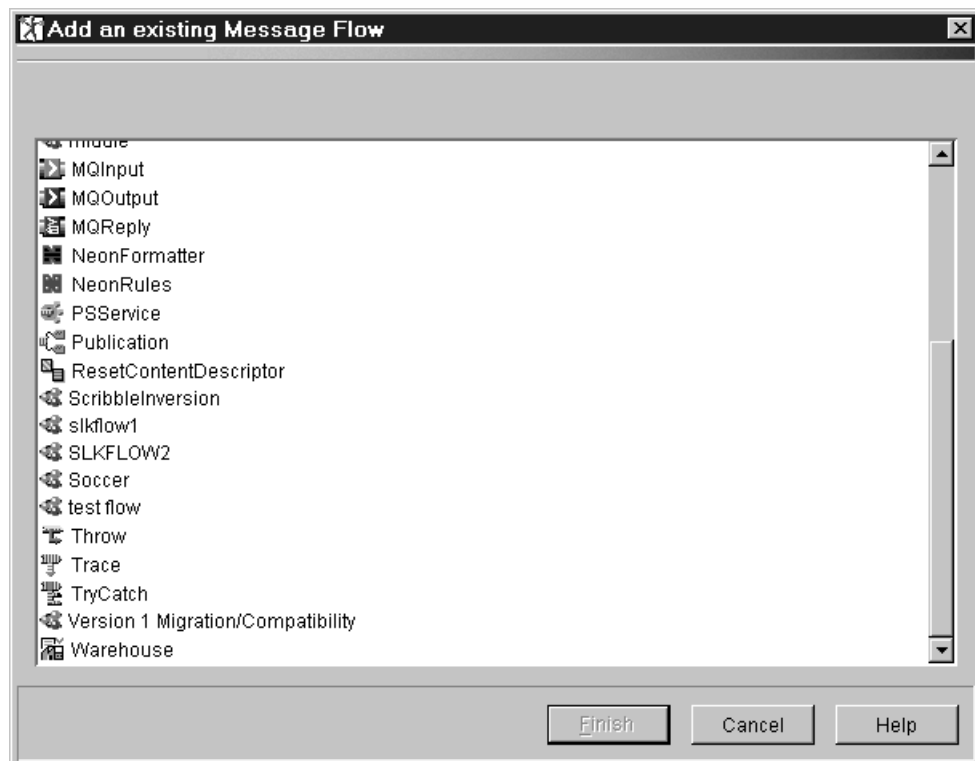 Add an existing Message Flow
middle
MQInput
MQOutput
MQReply
NeonFormatter
NeonRules
PSService
Publication
ResetContentDescriptor
ScribbleInversion
slkflow1
SLKFLOW2
Soccer
test flow
Throw
Trace
TryCatch
Version 1 Migration/Compatibility
Warehouse
Finish Cancel Help